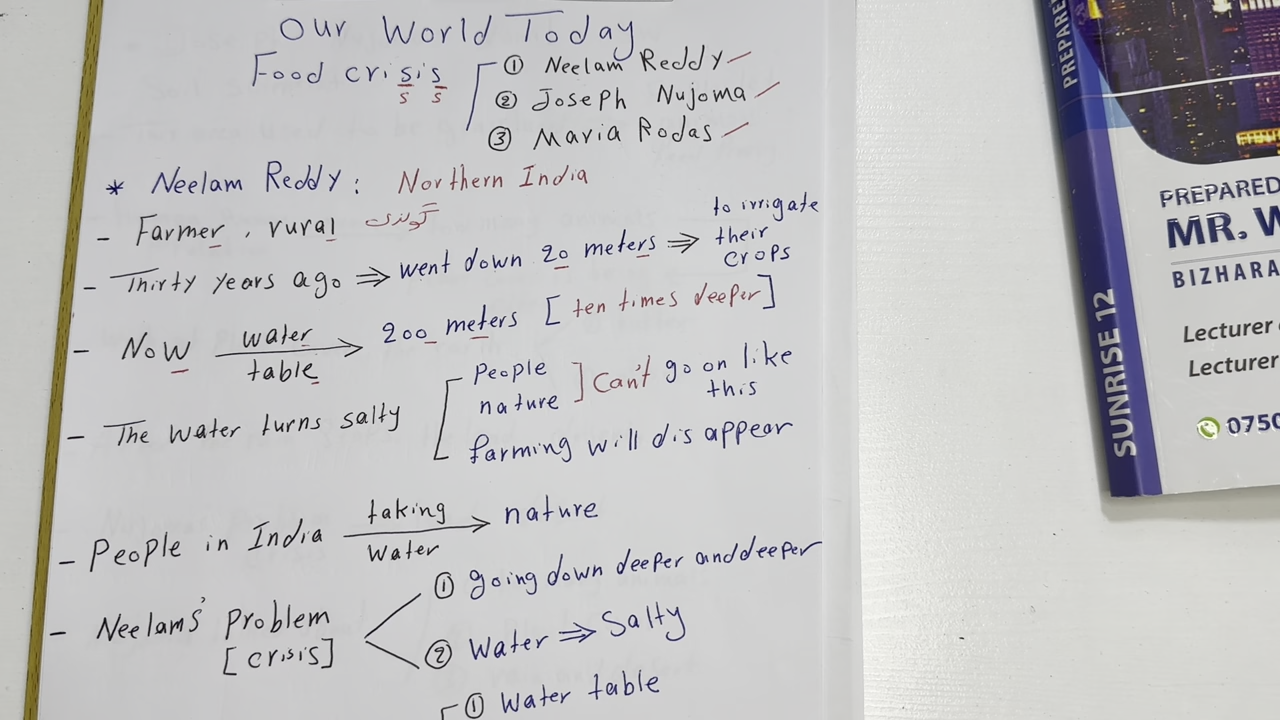 Our World Today
Food crisis
s s
① Neelam Reddy
② Joseph Nujoma
③ Maria Rodas
* Neelam Reddy: Northern India
- Farmer, rural گوندی
- Thirty years ago ⇒ went down 20 meters ⇒ to irrigate their crops
- Now water table → 200 meters [ten times deeper]
- The water turns salty
People
nature
] Can't go on like this
farming will disappear
- People in India taking water → nature
- Neelams' Problem
[crisis]
① going down deeper and deeper
② Water ⇒ Salty
① Water table
PREPARED
PREPARED
MR. W
BIZHARA
Lecturer
Lecturer
0750
SUNRISE 12